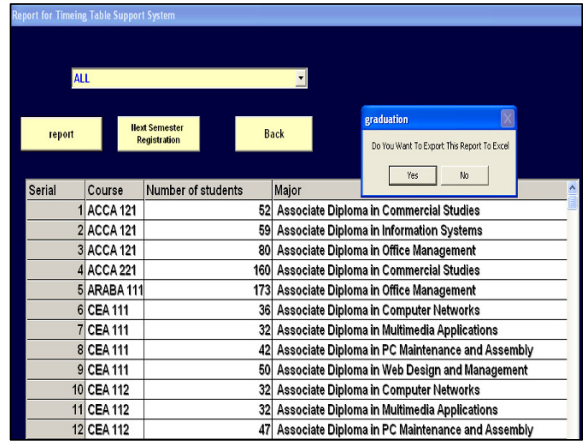 Report for Timeing Table Support System
ALL
report
Next Semester
Registration
Back
graduation
Do You Want To Export This Report To Excel
Yes No
Serial Course Number of students Major
1 ACCA 121 52 Associate Diploma in Commercial Studies
2 ACCA 121 59 Associate Diploma in Information Systems
3 ACCA 121 80 Associate Diploma in Office Management
4 ACCA 221 160 Associate Diploma in Commercial Studies
5 ARABA 111 173 Associate Diploma in Office Management
6 CEA 111 36 Associate Diploma in Computer Networks
7 CEA 111 32 Associate Diploma in Multimedia Applications
8 CEA 111 42 Associate Diploma in PC Maintenance and Assembly
9 CEA 111 50 Associate Diploma in Web Design and Management
10 CEA 112 32 Associate Diploma in Computer Networks
11 CEA 112 32 Associate Diploma in Multimedia Applications
12 CEA 112 47 Associate Diploma in PC Maintenance and Assembly